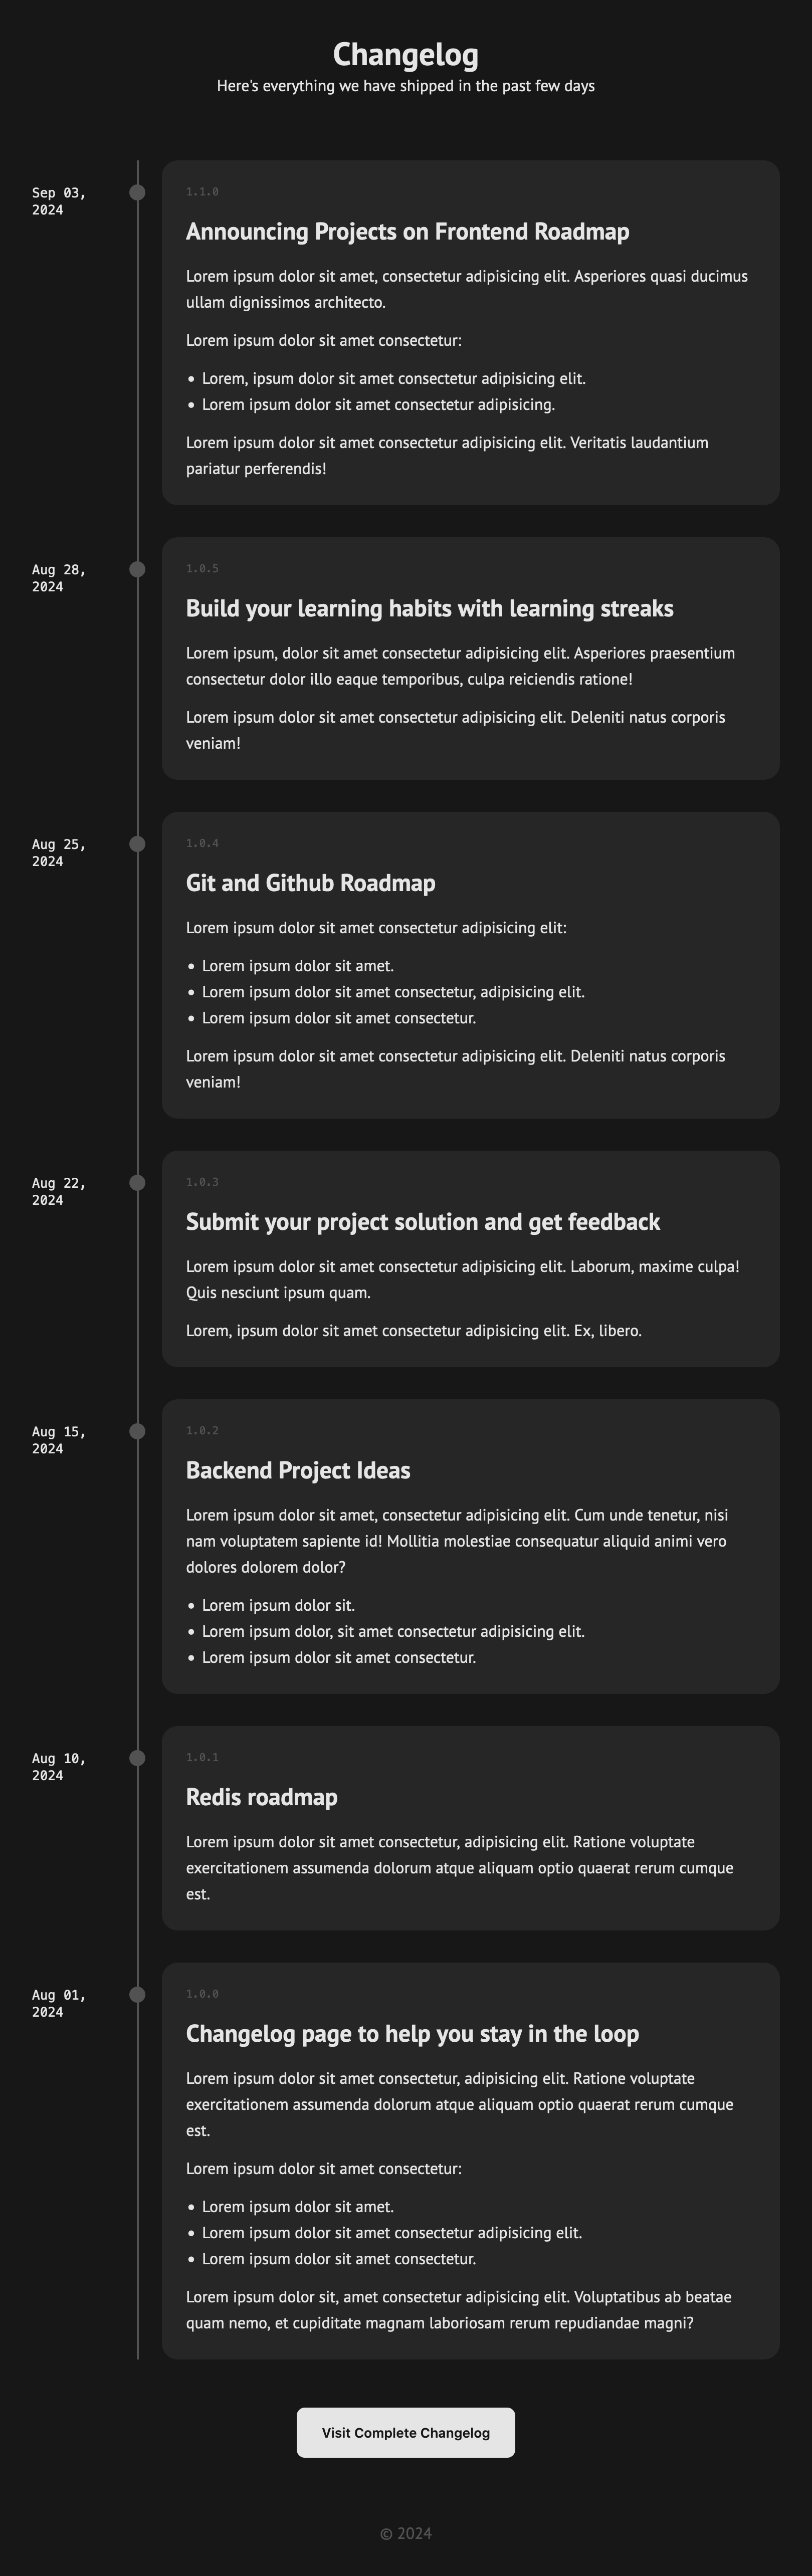 Changelog
Here's everything we have shipped in the past few days
Sep 03,
2024
1.1.0
Announcing Projects on Frontend Roadmap
Lorem ipsum dolor sit amet, consectetur adipisicing elit. Asperiores quasi ducimus
ullam dignissimos architecto.
Lorem ipsum dolor sit amet consectetur:
• Lorem, ipsum dolor sit amet consectetur adipisicing elit.
• Lorem ipsum dolor sit amet consectetur adipisicing.
Lorem ipsum dolor sit amet consectetur adipisicing elit. Veritatis laudantium
pariatur perferendis!
Aug 28,
2024
1.0.5
Build your learning habits with learning streaks
Lorem ipsum, dolor sit amet consectetur adipisicing elit. Asperiores praesentium
consectetur dolor illo eaque temporibus, culpa reiciendis ratione!
Lorem ipsum dolor sit amet consectetur adipisicing elit. Deleniti natus corporis
veniam!
Aug 25,
2024
1.0.4
Git and Github Roadmap
Lorem ipsum dolor sit amet consectetur adipisicing elit:
• Lorem ipsum dolor sit amet.
• Lorem ipsum dolor sit amet consectetur, adipisicing elit.
• Lorem ipsum dolor sit amet consectetur.
Lorem ipsum dolor sit amet consectetur adipisicing elit. Deleniti natus corporis
veniam!
Aug 22,
2024
1.0.3
Submit your project solution and get feedback
Lorem ipsum dolor sit amet consectetur adipisicing elit. Laborum, maxime culpa!
Quis nesciunt ipsum quam.
Lorem, ipsum dolor sit amet consectetur adipisicing elit. Ex, libero.
Aug 15,
2024
1.0.2
Backend Project Ideas
Lorem ipsum dolor sit amet, consectetur adipisicing elit. Cum unde tenetur, nisi
nam voluptatem sapiente id! Mollitia molestiae consequatur aliquid animi vero
dolores dolorem dolor?
• Lorem ipsum dolor sit.
• Lorem ipsum dolor, sit amet consectetur adipisicing elit.
• Lorem ipsum dolor sit amet consectetur.
Aug 10,
2024
1.0.1
Redis roadmap
Lorem ipsum dolor sit amet consectetur, adipisicing elit. Ratione voluptate
exercitationem assumenda dolorum atque aliquam optio quaerat rerum cumque
est.
Aug 01,
2024
1.0.0
Changelog page to help you stay in the loop
Lorem ipsum dolor sit amet consectetur, adipisicing elit. Ratione voluptate
exercitationem assumenda dolorum atque aliquam optio quaerat rerum cumque
est.
Lorem ipsum dolor sit amet consectetur:
• Lorem ipsum dolor sit amet.
• Lorem ipsum dolor sit amet consectetur adipisicing elit.
• Lorem ipsum dolor sit amet consectetur.
Lorem ipsum dolor sit, amet consectetur adipisicing elit. Voluptatibus ab beatae
quam nemo, et cupiditate magnam laboriosam rerum repudiandae magni?
Visit Complete Changelog
© 2024